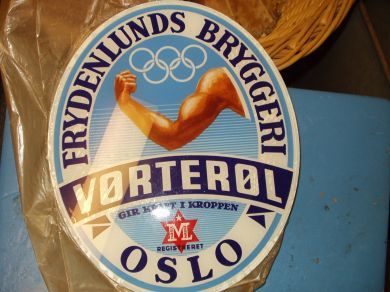 FRYDENLUNDS BRYGGERI
VØRTERØL
GIR KRAFT I KROPPEN
M
REGISTRERET
OSLO